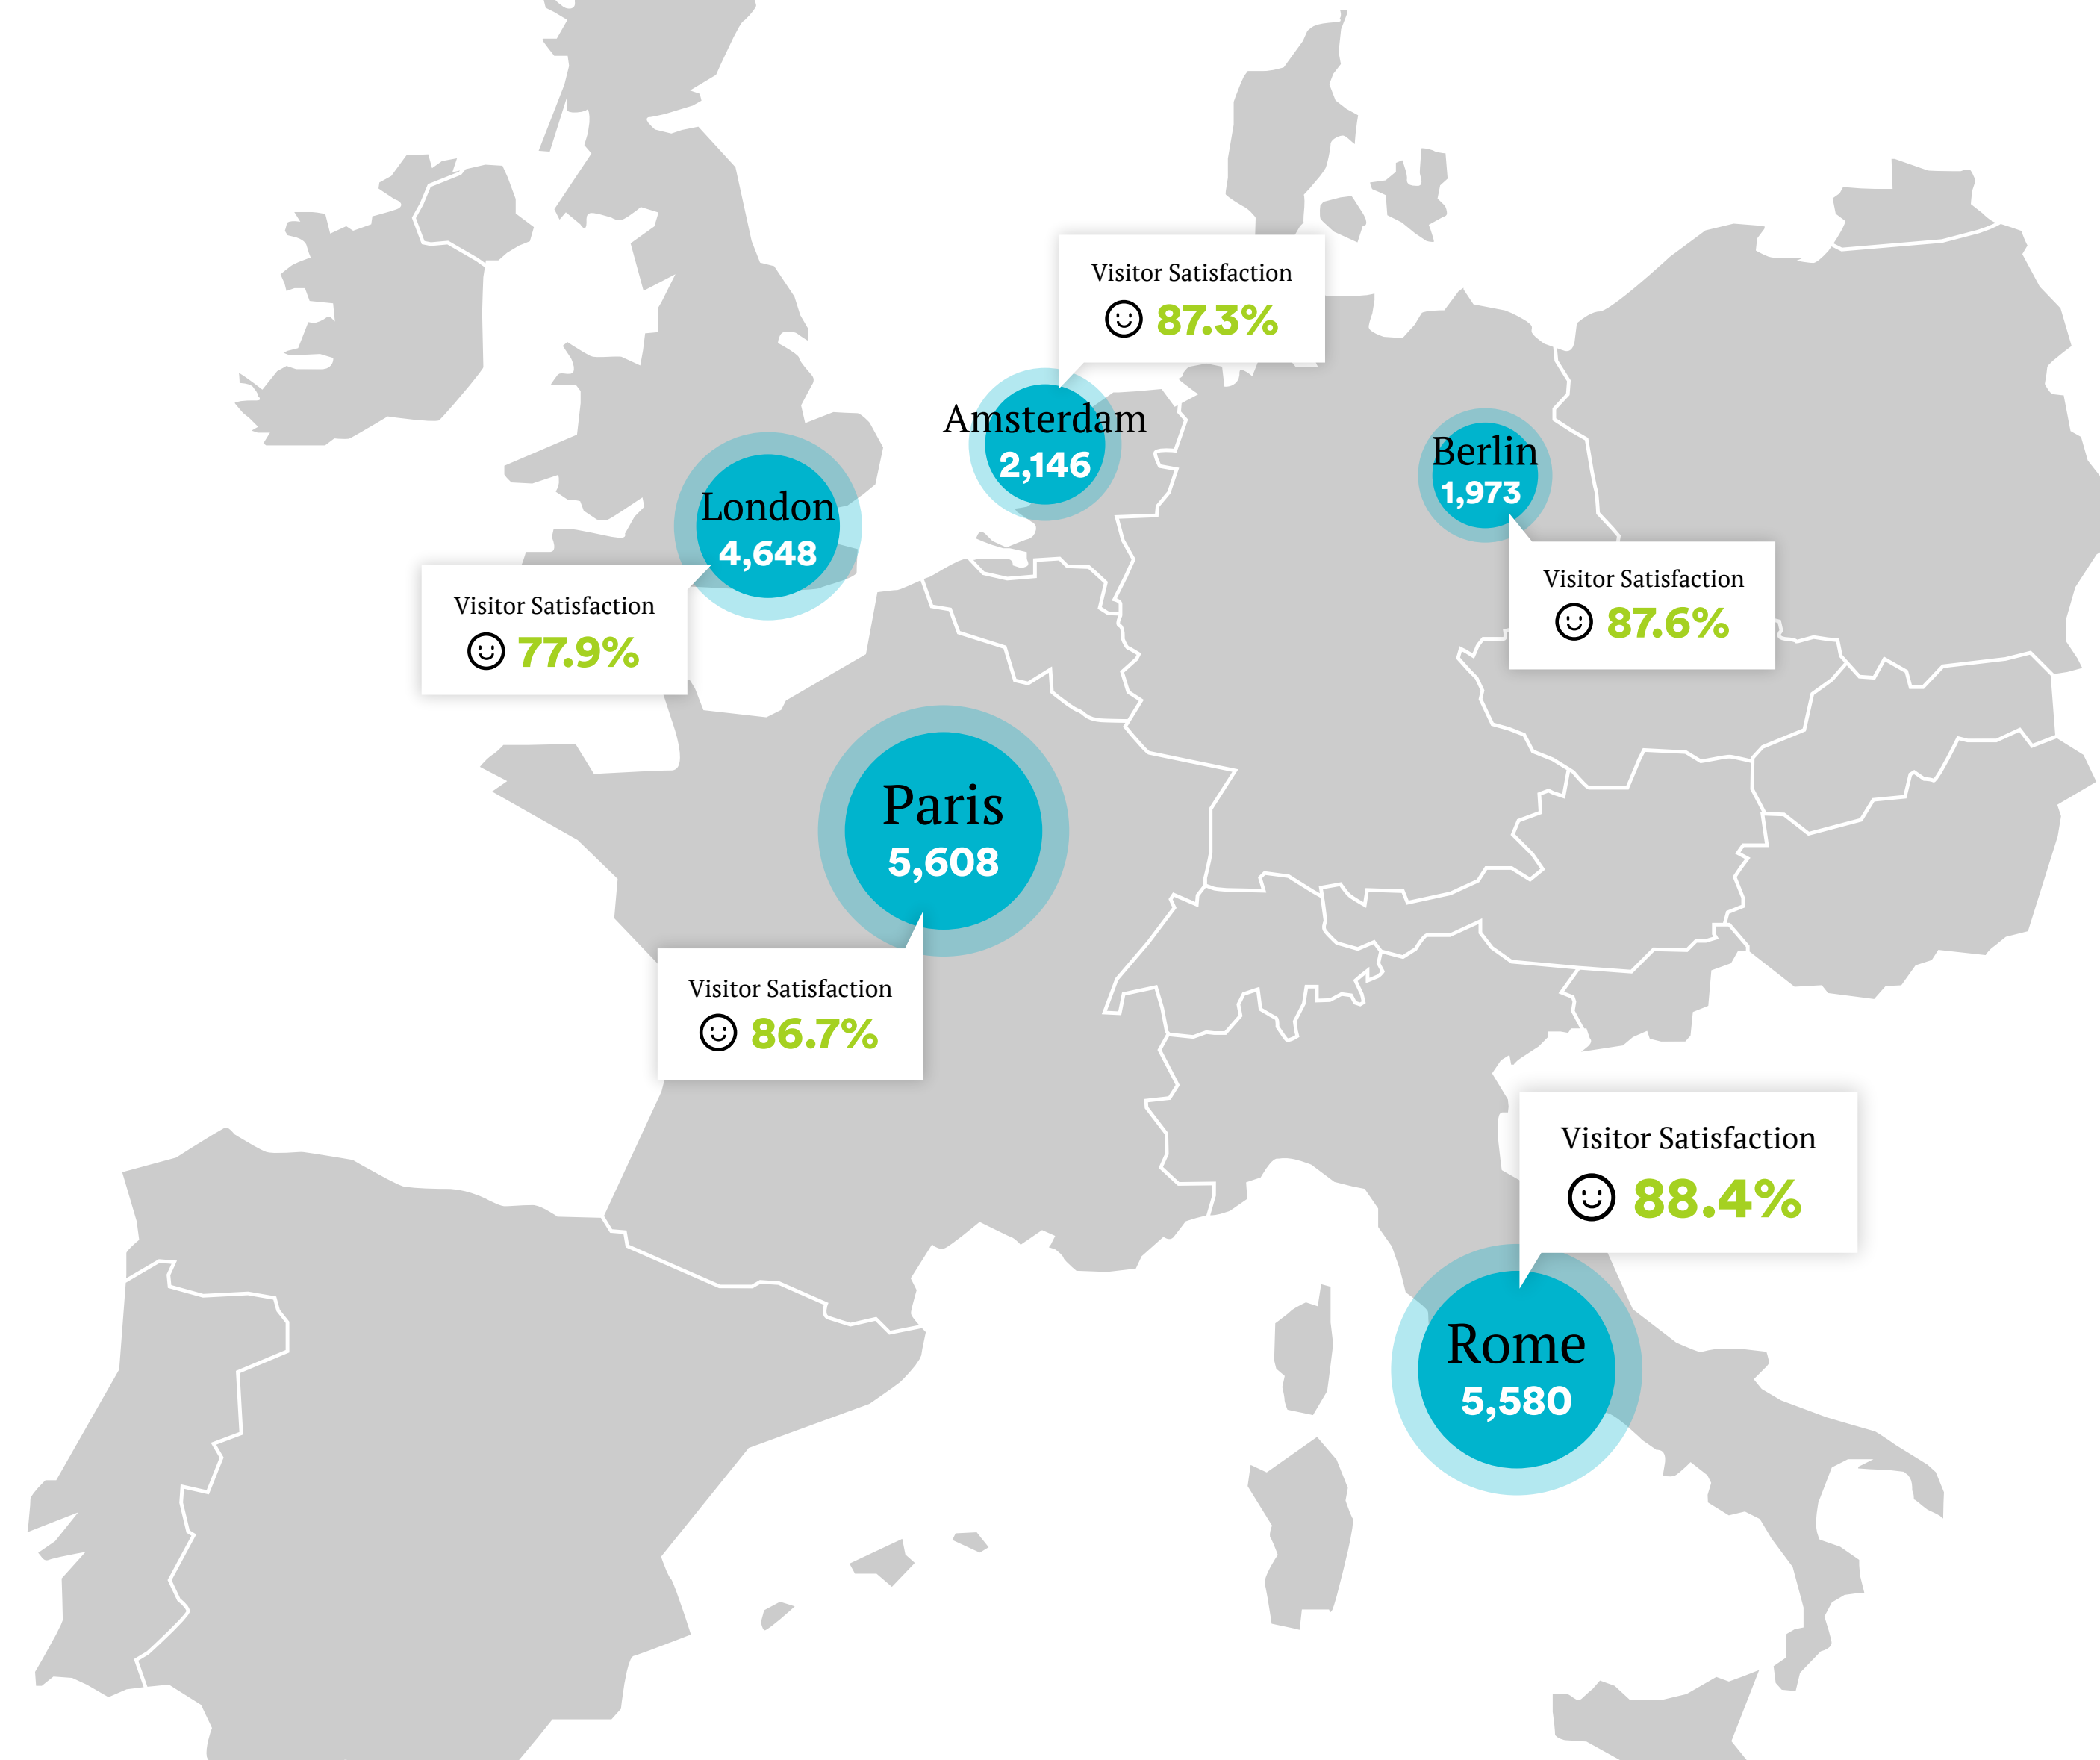 Visitor Satisfaction
87.3%
Amsterdam
2,146
Berlin
1,973
London
4,648
Visitor Satisfaction
87.6%
Visitor Satisfaction
77.9%
Paris
5,608
Visitor Satisfaction
86.7%
Visitor Satisfaction
88.4%
Rome
5,580